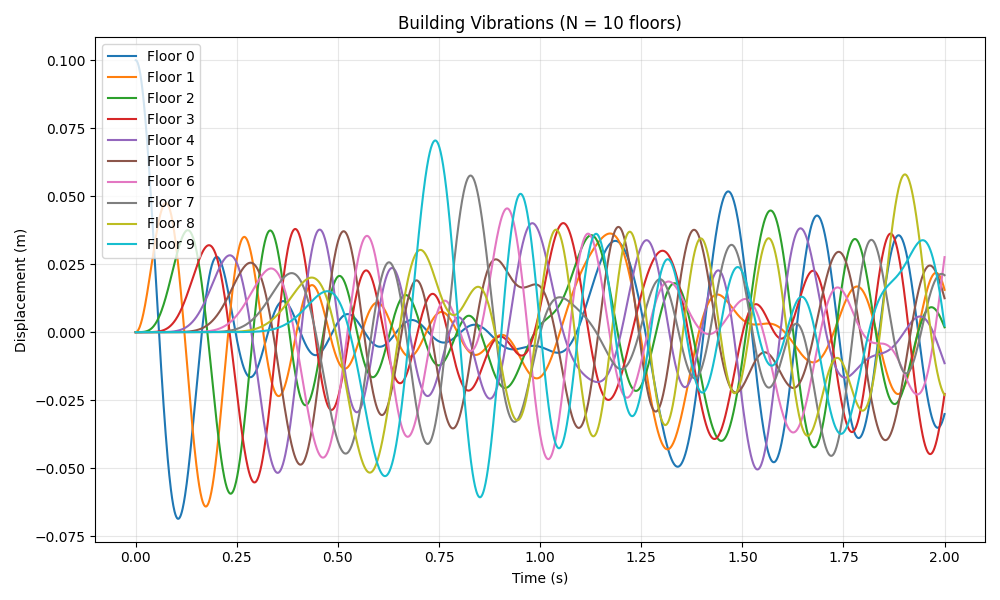 Building Vibrations (N = 10 floors)
Displacement (m)
0.100
0.075
0.050
0.025
0.000
−0.025
−0.050
−0.075
Floor 0
Floor 1
Floor 2
Floor 3
Floor 4
Floor 5
Floor 6
Floor 7
Floor 8
Floor 9
0.00 0.25 0.50 0.75 1.00 1.25 1.50 1.75 2.00
Time (s)